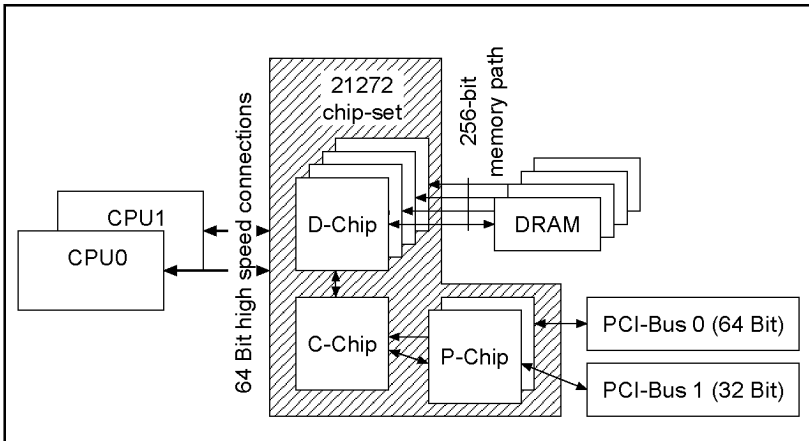 21272
chip-set
64 Bit high speed connections
256-bit
memory path
CPU1
CPU0
D-Chip
DRAM
C-Chip
P-Chip
PCI-Bus 0 (64 Bit)
PCI-Bus 1 (32 Bit)